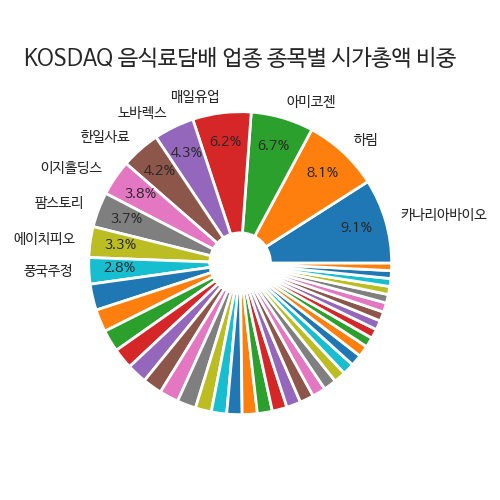 KOSDAQ 음식료담배 업종 종목별 시가총액 비중
매일유업
아미코젠
노바렉스
한일사료
하림
이지홀딩스
팜스토리
카나리아바이오
에이치피오
풍국주정
6.2%
6.7%
4.3%
4.2%
8.1%
3.8%
3.7%
9.1%
3.3%
2.8%